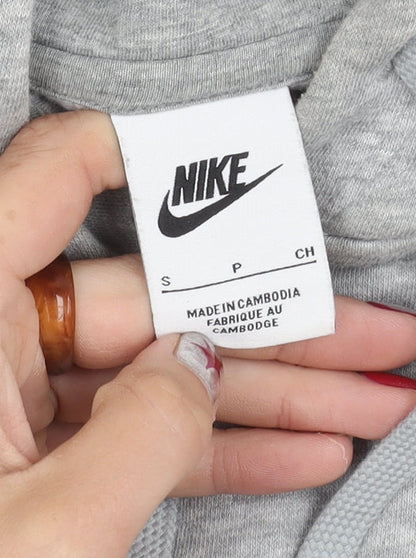 NIKE
S P CH
MADE IN CAMBODIA
FABRIQUE AU
CAMBODGE